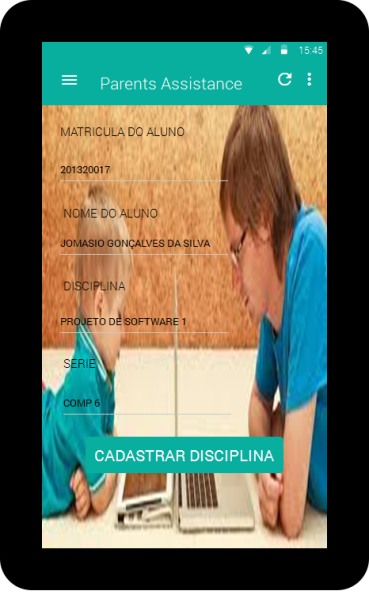 15:45
Parents Assistance
MATRICULA DO ALUNO
201320017
NOME DO ALUNO
JOMASIO GONÇALVES DA SILVA
DISCIPLINA
PROJETO DE SOFTWARE 1
SERIE
COMP 6
CADASTRAR DISCIPLINA